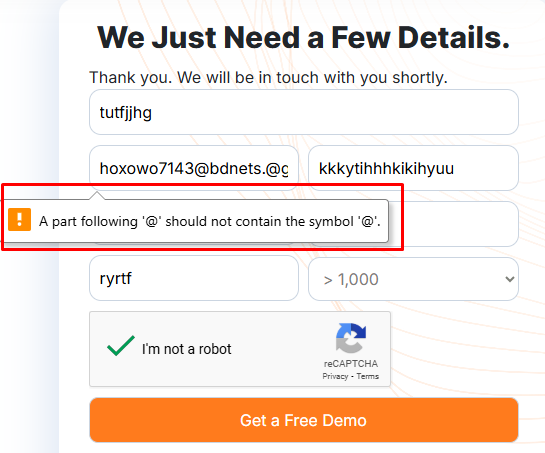 We Just Need a Few Details.
Thank you. We will be in touch with you shortly.
tutfjjhg
hoxowo7143@bdnets.@g
kkkytihhhkikihyuu
A part following '@' should not contain the symbol '@'.
ryrtf
> 1,000
I'm not a robot
reCAPTCHA
Privacy - Terms
Get a Free Demo